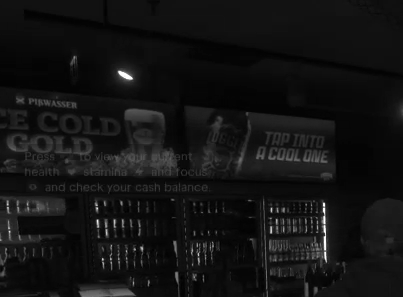 PIßWASSER
CE COLD
GOLD
TAP INTO
A COOL ONE
Press to view your current
health stamina and focus
and check your cash balance.